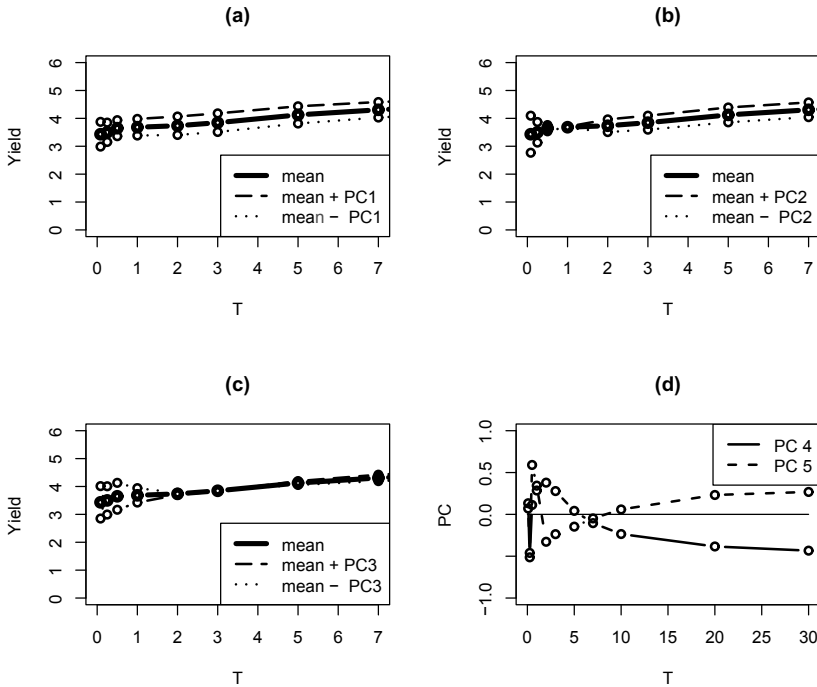 (a)
Yield
6
5
4
3
2
1
0
mean
mean + PC1
mean − PC1
0 1 2 3 4 5 6 7
T
(b)
Yield
6
5
4
3
2
1
0
mean
mean + PC2
mean − PC2
0 1 2 3 4 5 6 7
T
(c)
Yield
6
5
4
3
2
1
0
mean
mean + PC3
mean − PC3
0 1 2 3 4 5 6 7
T
(d)
PC
1.0
0.5
0.0
−1.0
PC 4
PC 5
0 5 10 15 20 25 30
T